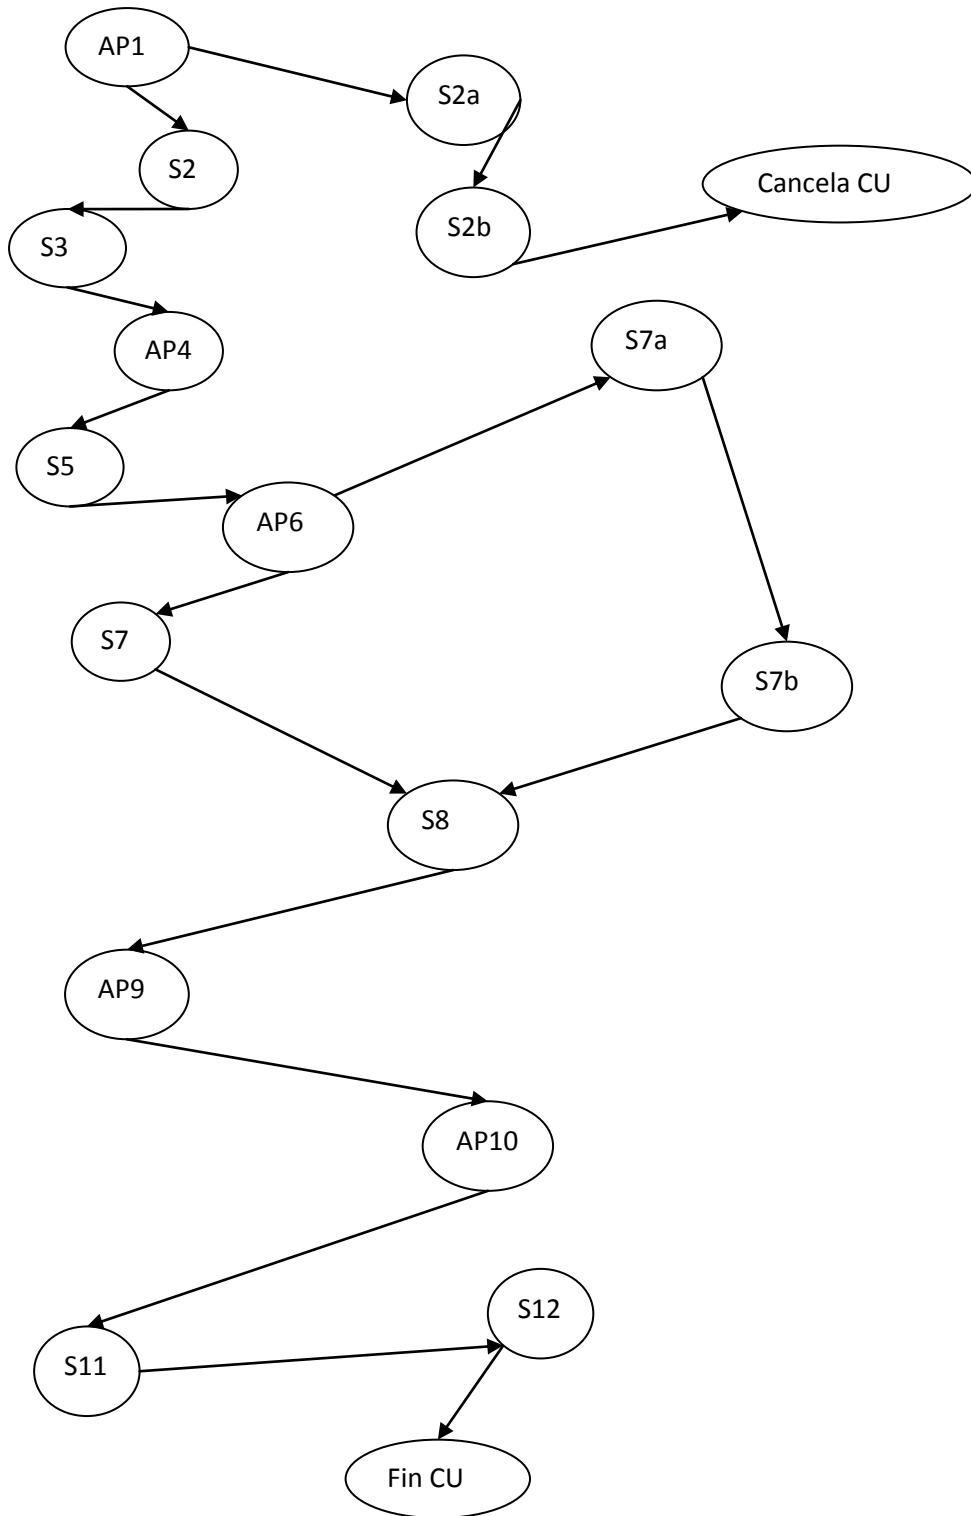 AP1
S2a
S2
Cancela CU
S2b
S3
S7a
AP4
S5
AP6
S7
S7b
S8
AP9
AP10
S12
S11
Fin CU